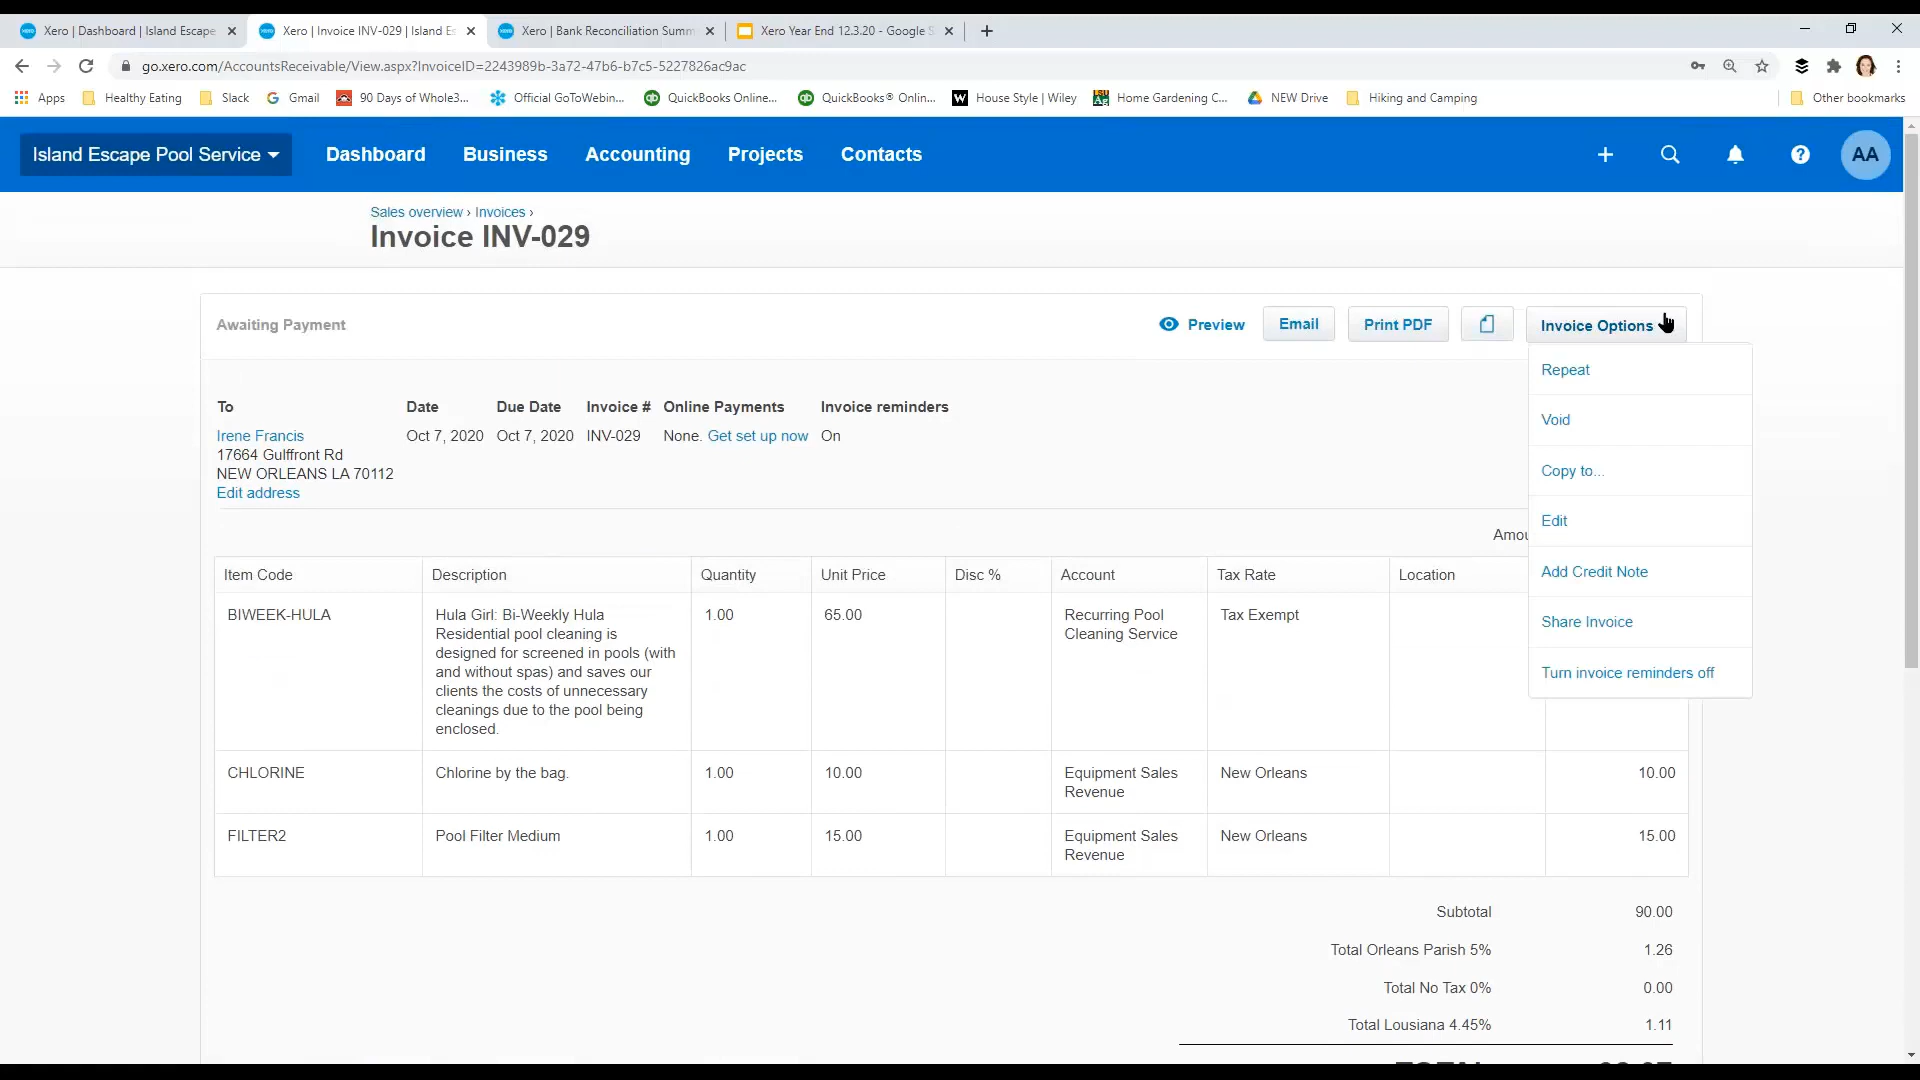 Xero | Dashboard | Island Escape
Xero | Invoice INV-029 | Island Es
Xero | Bank Reconciliation Summ
Xero Year End 12.3.20 - Google S
go.xero.com/AccountsReceivable/View.aspx?InvoiceID=2243989b-3a72-47b6-b7c5-5227826ac9ac
Apps
Healthy Eating
Slack
Gmail
90 Days of Whole3...
Official GoToWebin...
QuickBooks Online...
QuickBooks® Onlin...
House Style | Wiley
Home Gardening C...
NEW Drive
Hiking and Camping
Other bookmarks
Island Escape Pool Service
Dashboard
Business
Accounting
Projects
Contacts
AA
Sales overview › Invoices ›
Invoice INV-029
Awaiting Payment
Preview
Email
Print PDF
Invoice Options
Repeat
Void
Copy to...
Edit
Add Credit Note
Share Invoice
Turn invoice reminders off
To
Irene Francis
17664 Gulffront Rd
NEW ORLEANS LA 70112
Edit address
Date
Oct 7, 2020
Due Date
Oct 7, 2020
Invoice #
INV-029
Online Payments
None. Get set up now
Invoice reminders
On
Amou
Item Code Description Quantity Unit Price Disc % Account Tax Rate Location
BIWEEK-HULA
Hula Girl: Bi-Weekly Hula
Residential pool cleaning is
designed for screened in pools (with
and without spas) and saves our
clients the costs of unnecessary
cleanings due to the pool being
enclosed.
1.00
65.00
Recurring Pool
Cleaning Service
Tax Exempt
CHLORINE
Chlorine by the bag.
1.00
10.00
Equipment Sales
Revenue
New Orleans
10.00
FILTER2
Pool Filter Medium
1.00
15.00
Equipment Sales
Revenue
New Orleans
15.00
Subtotal 90.00
Total Orleans Parish 5% 1.26
Total No Tax 0% 0.00
Total Lousiana 4.45% 1.11